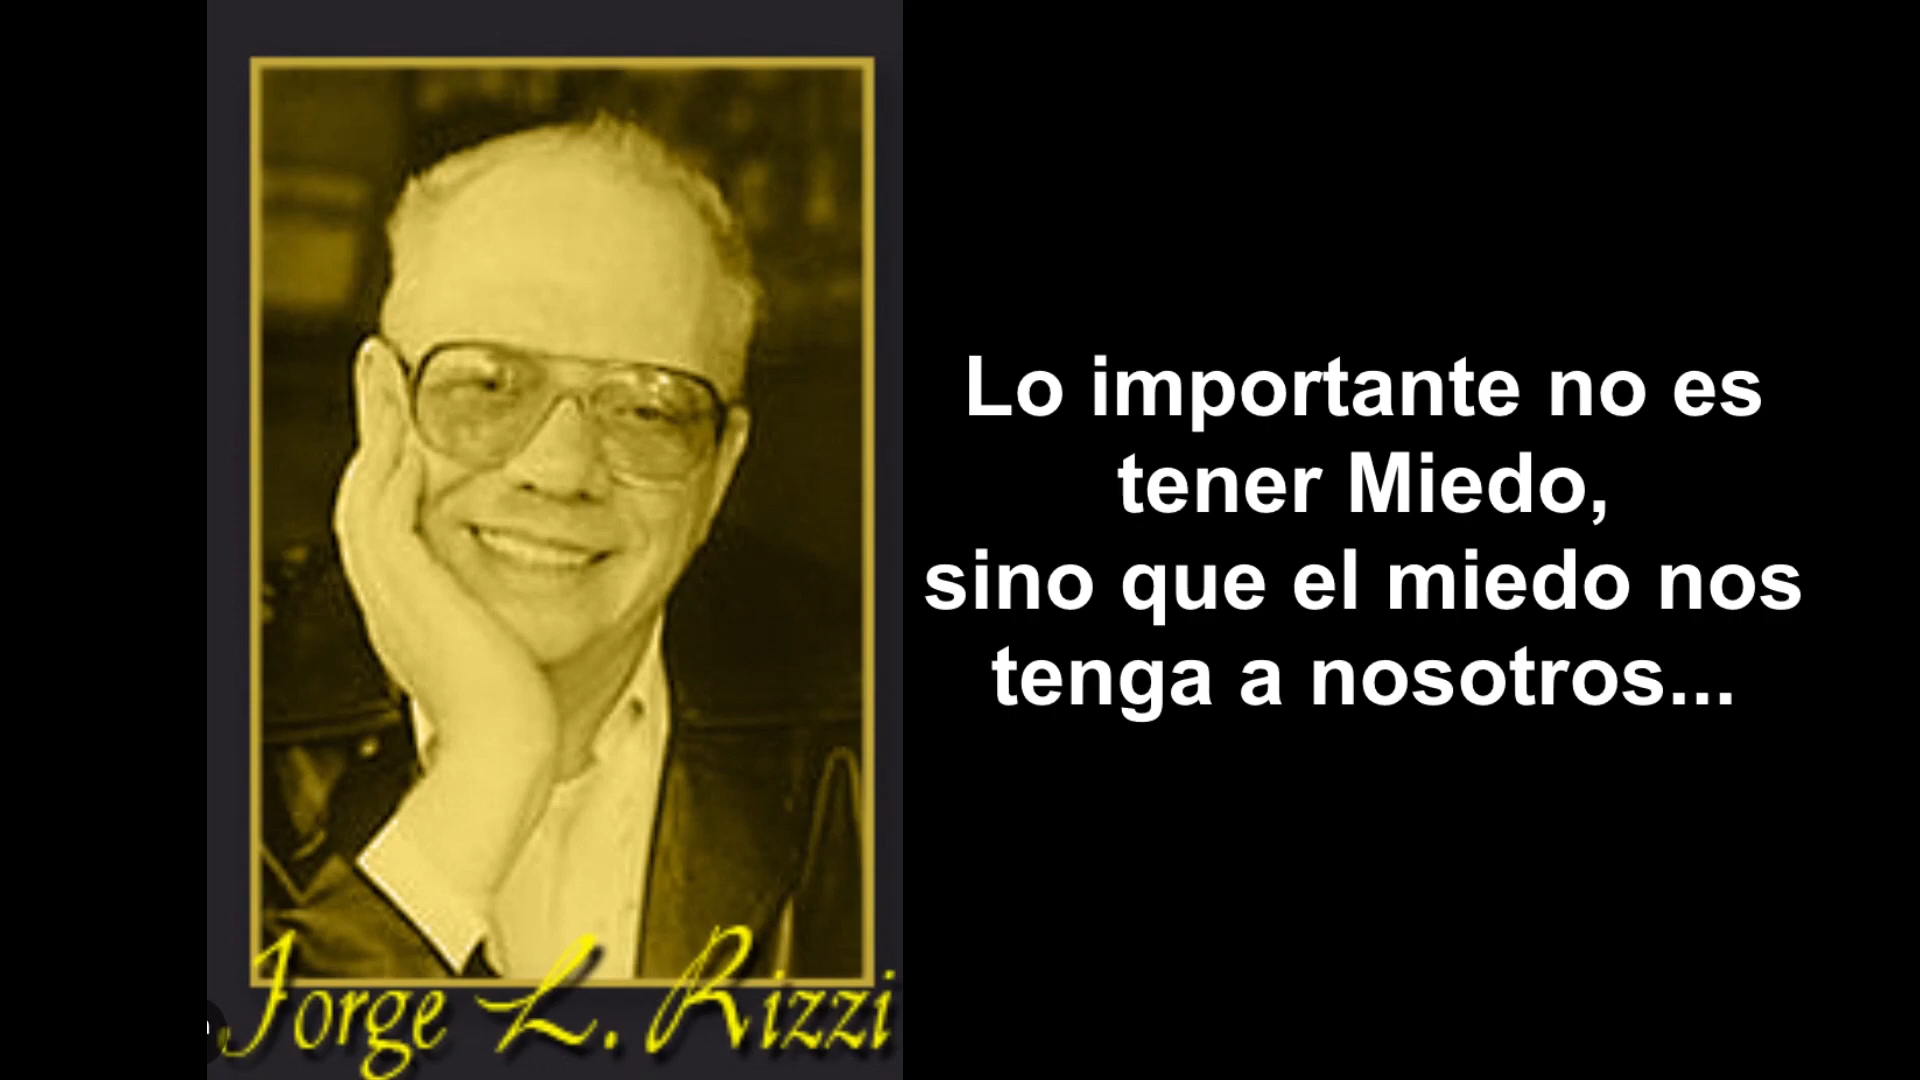 Lo importante no es
tener Miedo,
sino que el miedo nos
tenga a nosotros...
Jorge L. Rizzi